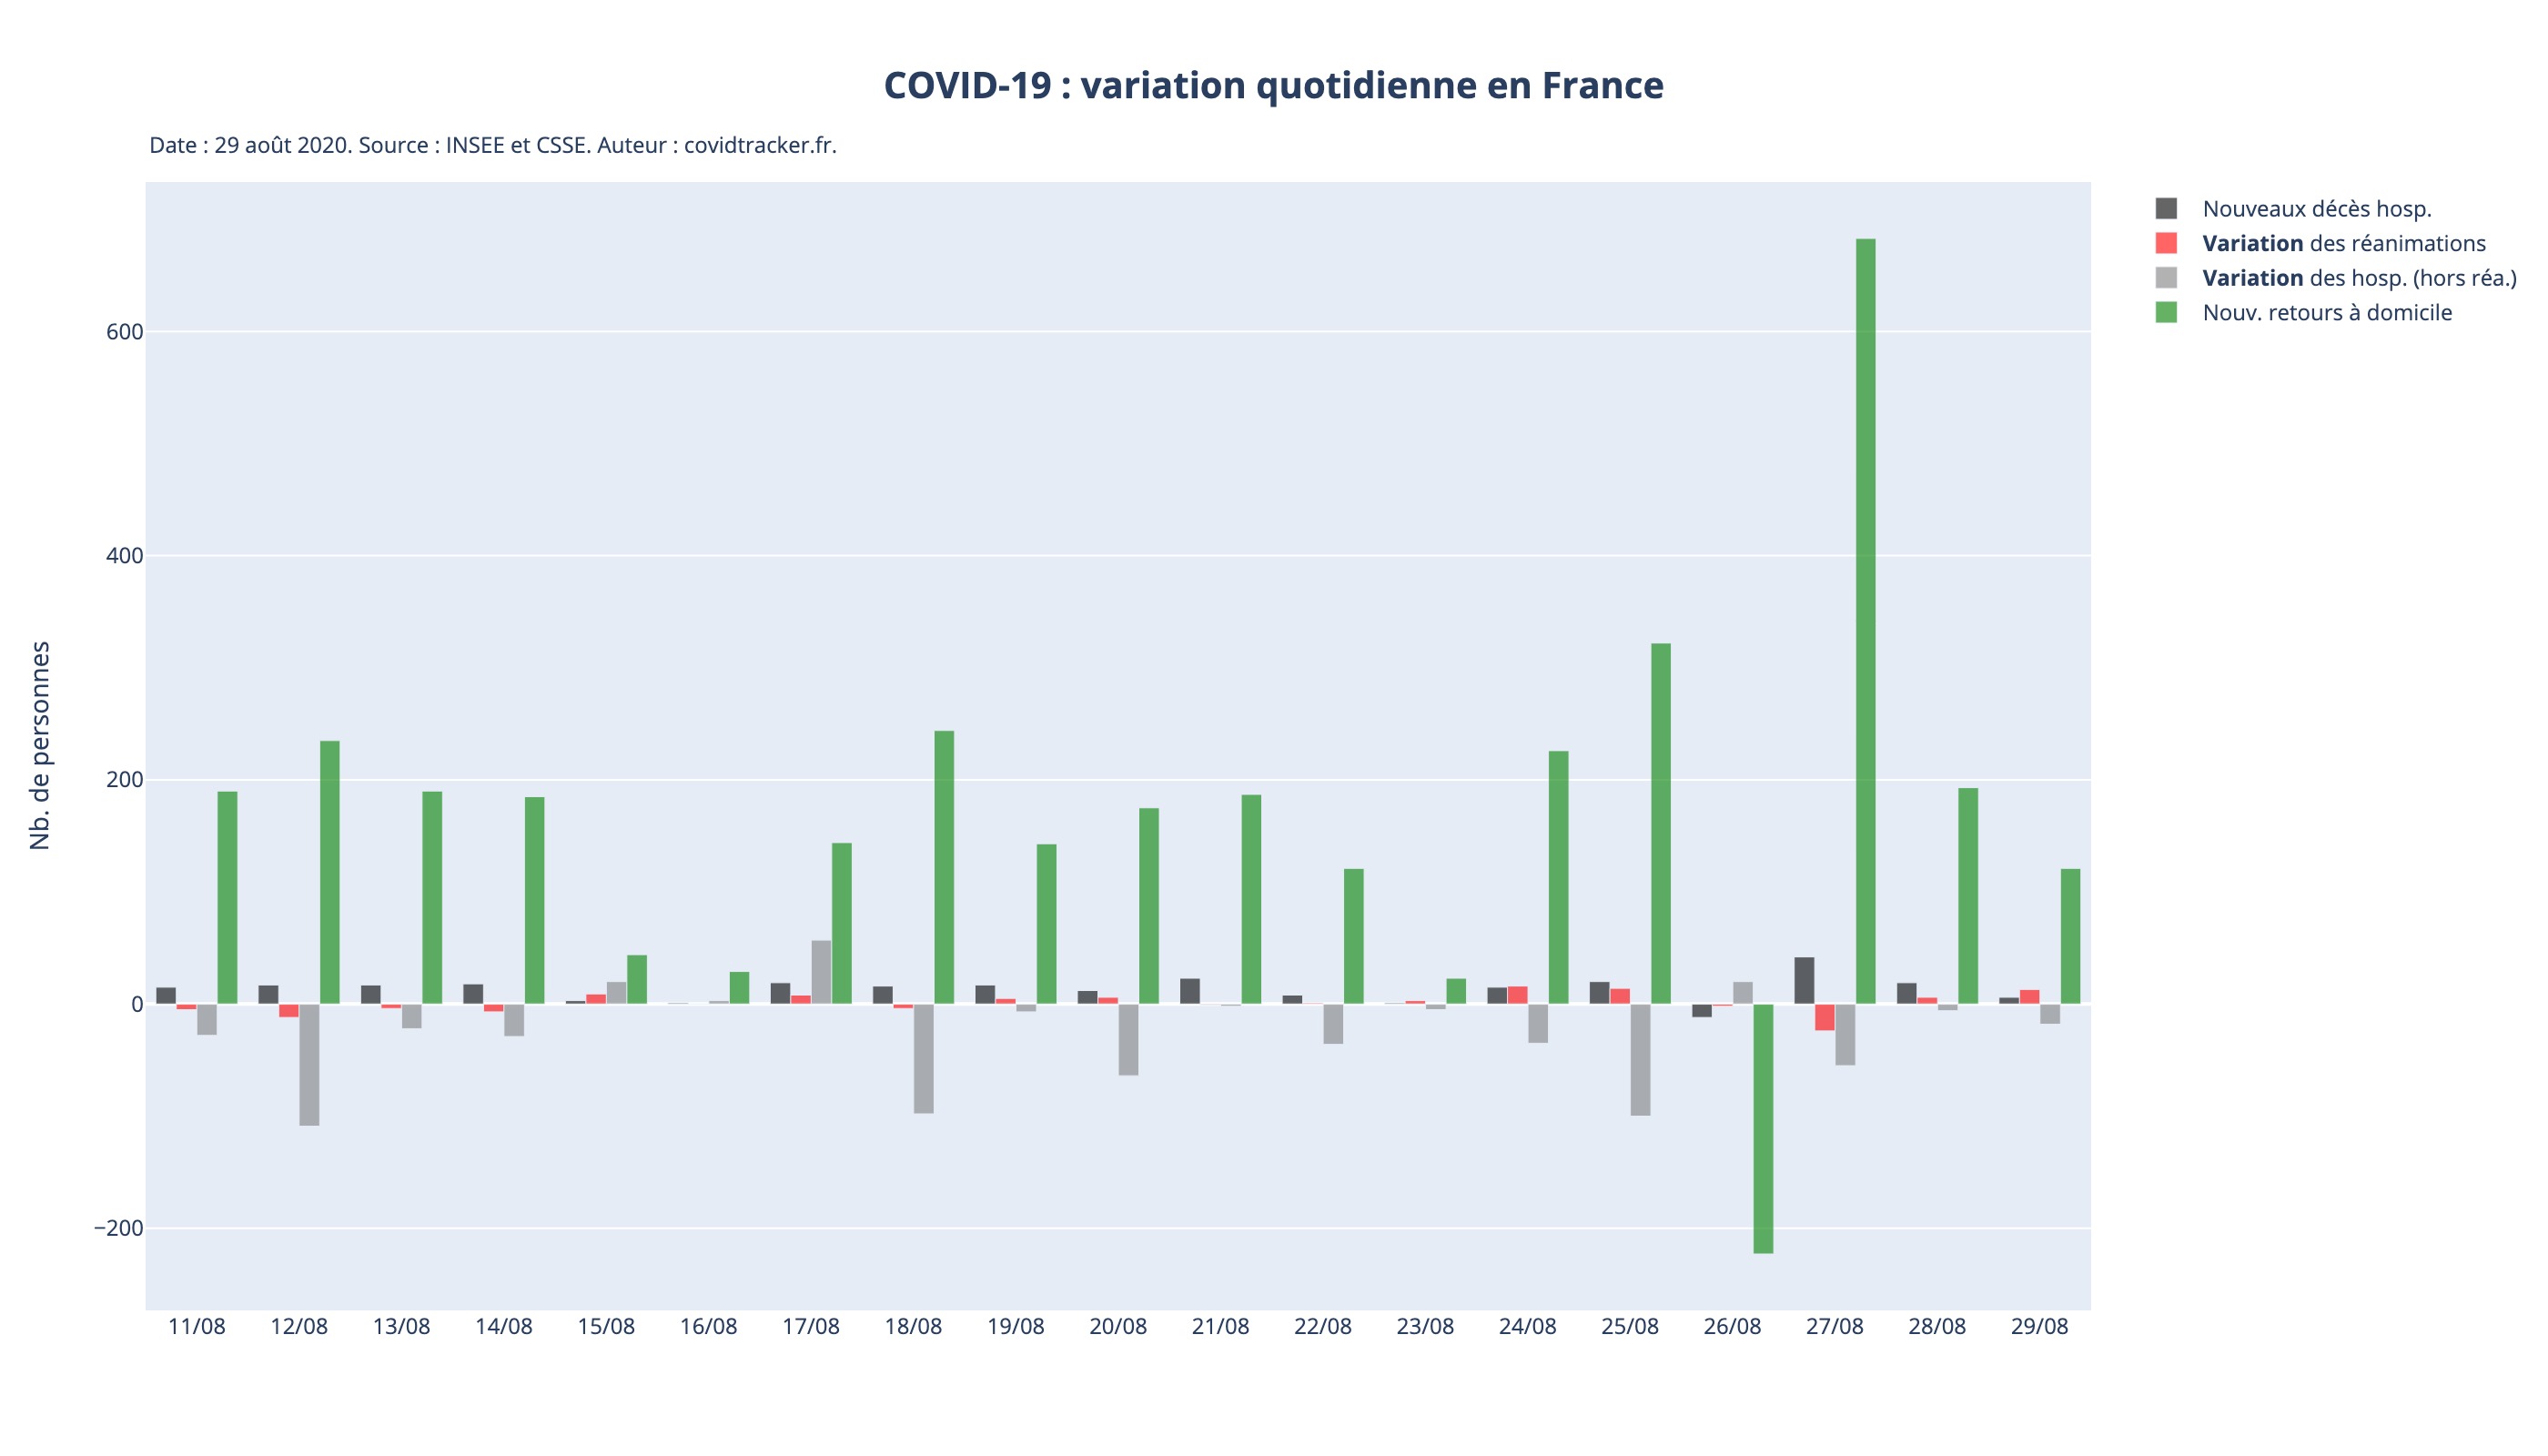 COVID-19 : variation quotidienne en France
Date : 29 août 2020. Source : INSEE et CSSE. Auteur : covidtracker.fr.
Nouveaux décès hosp.
Variation des réanimations
Variation des hosp. (hors réa.)
Nouv. retours à domicile
Nb. de personnes
600
400
200
0
−200
11/08 12/08 13/08 14/08 15/08 16/08 17/08 18/08 19/08 20/08 21/08 22/08 23/08 24/08 25/08 26/08 27/08 28/08 29/08